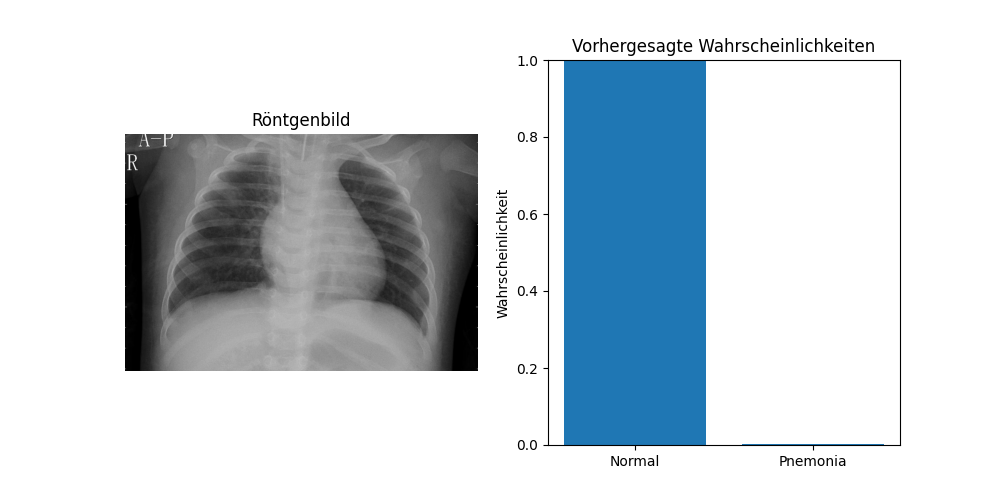 Röntgenbild
A-P
R
Vorhergesagte Wahrscheinlichkeiten
Wahrscheinlichkeit
1.0
0.8
0.6
0.4
0.2
0.0
Normal
Pnemonia